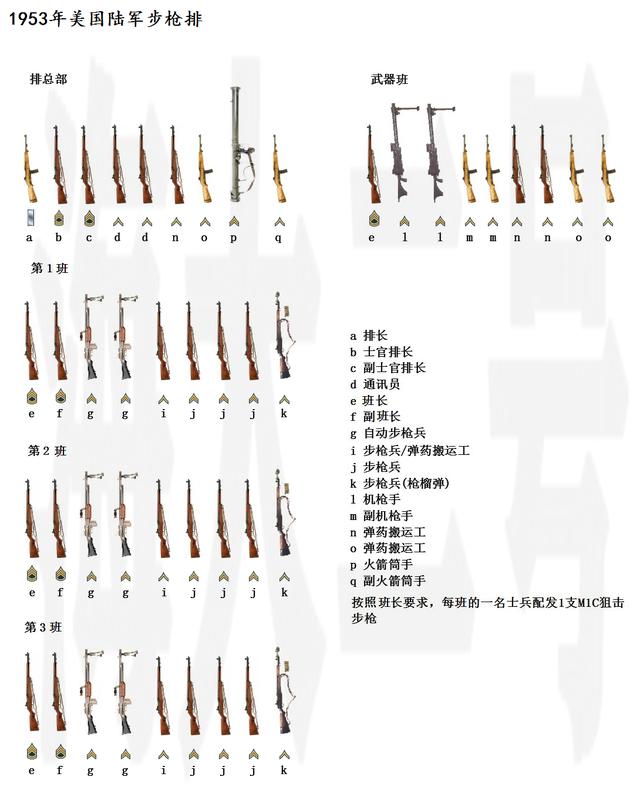 1953年美国陆军步枪排
排总部
武器班
a b c d d n o p q
e l l m m n n o o
第1班
e f g g i j j j k
第2班
e f g g i j j j k
第3班
e f g g i j j j k
a 排长
b 士官排长
c 副士官排长
d 通讯员
e 班长
f 副班长
g 自动步枪兵
i 步枪兵/弹药搬运工
j 步枪兵
k 步枪兵(枪榴弹)
l 机枪手
m 副机枪手
n 弹药搬运工
o 弹药搬运工
p 火箭筒手
q 副火箭筒手
按照班长要求，每班的一名士兵配发1支M1C狙击
步枪